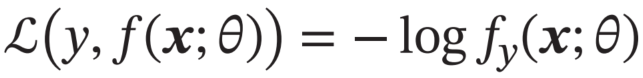 ℒ(y, f(𝒙; θ)) = − log f_y(𝒙; θ)